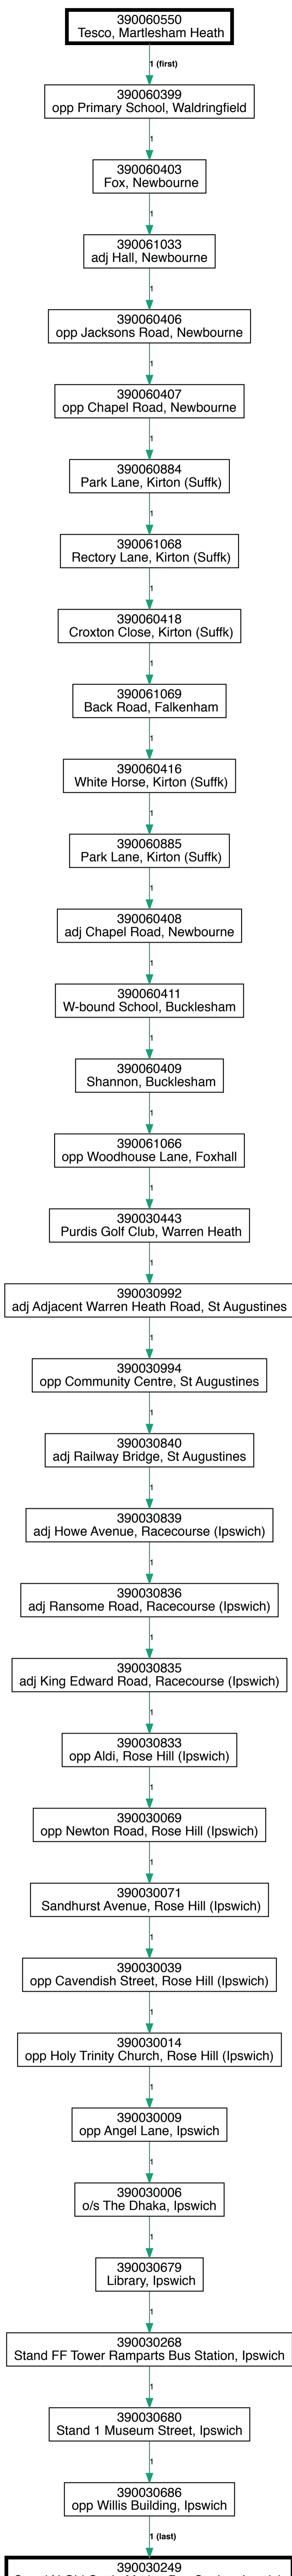 390060550
Tesco, Martlesham Heath
1 (first)
390060399
opp Primary School, Waldringfield
1
390060403
Fox, Newbourne
1
390061033
adj Hall, Newbourne
1
390060406
opp Jacksons Road, Newbourne
1
390060407
opp Chapel Road, Newbourne
1
390060884
Park Lane, Kirton (Suffk)
1
390061068
Rectory Lane, Kirton (Suffk)
1
390060418
Croxton Close, Kirton (Suffk)
1
390061069
Back Road, Falkenham
1
390060416
White Horse, Kirton (Suffk)
1
390060885
Park Lane, Kirton (Suffk)
1
390060408
adj Chapel Road, Newbourne
1
390060411
W-bound School, Bucklesham
1
390060409
Shannon, Bucklesham
1
390061066
opp Woodhouse Lane, Foxhall
1
390030443
Purdis Golf Club, Warren Heath
1
390030992
adj Adjacent Warren Heath Road, St Augustines
1
390030994
opp Community Centre, St Augustines
1
390030840
adj Railway Bridge, St Augustines
1
390030839
adj Howe Avenue, Racecourse (Ipswich)
1
390030836
adj Ransome Road, Racecourse (Ipswich)
1
390030835
adj King Edward Road, Racecourse (Ipswich)
1
390030833
opp Aldi, Rose Hill (Ipswich)
1
390030069
opp Newton Road, Rose Hill (Ipswich)
1
390030071
Sandhurst Avenue, Rose Hill (Ipswich)
1
390030039
opp Cavendish Street, Rose Hill (Ipswich)
1
390030014
opp Holy Trinity Church, Rose Hill (Ipswich)
1
390030009
opp Angel Lane, Ipswich
1
390030006
o/s The Dhaka, Ipswich
1
390030679
Library, Ipswich
1
390030268
Stand FF Tower Ramparts Bus Station, Ipswich
1
390030680
Stand 1 Museum Street, Ipswich
1
390030686
opp Willis Building, Ipswich
1 (last)
390030249